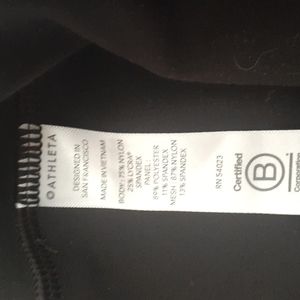 ATHLETA
DESIGNED IN
SAN FRANCISCO
MADE IN VIETNAM
BODY: 75% NYLON
25% LYCRA®
SPANDEX
PANEL:
89% POLYESTER
11% SPANDEX
MESH: 87% NYLON
13% SPANDEX
RN 54023
Certified
B
Corporation